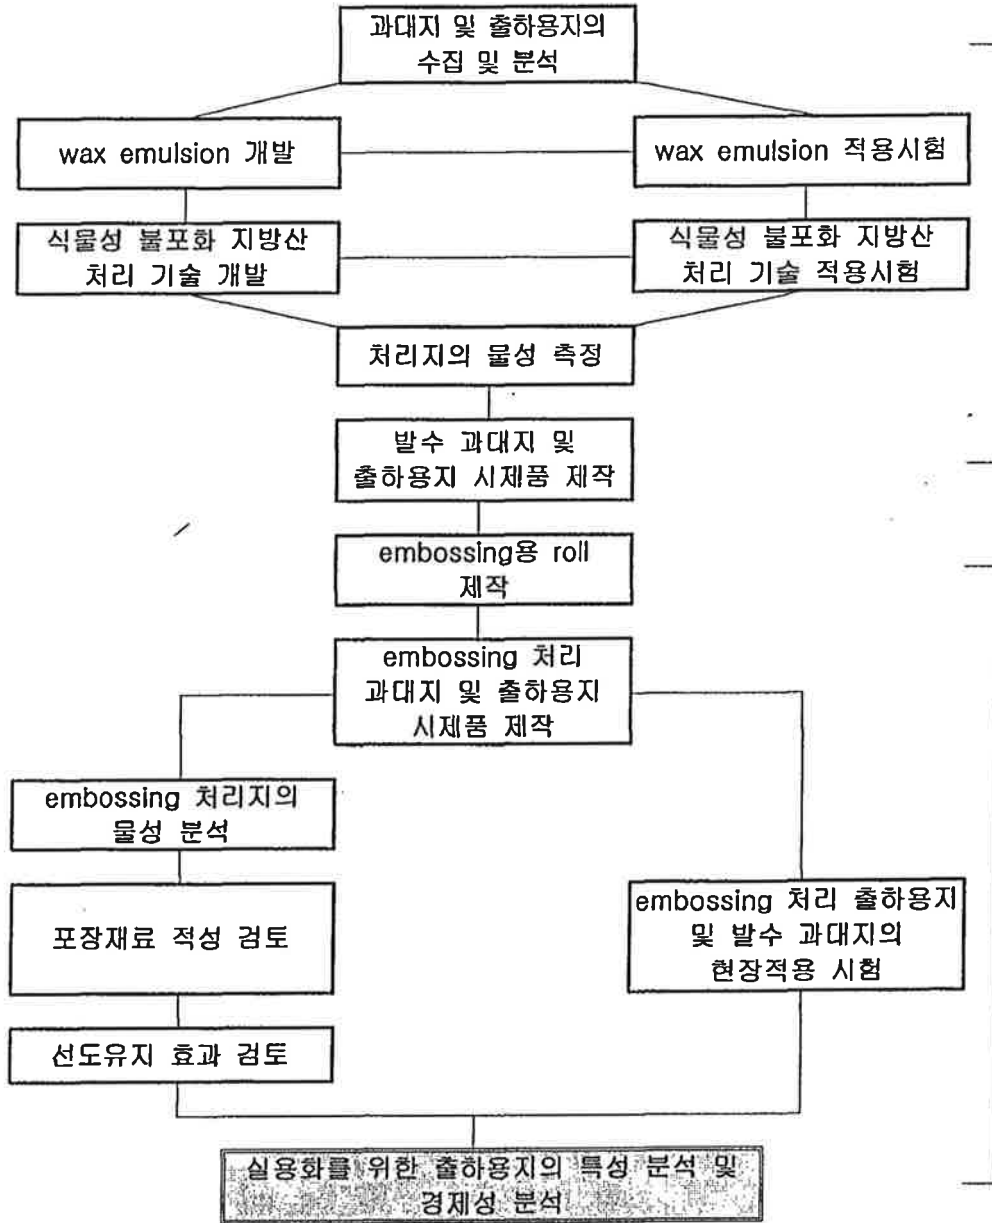 과대지 및 출하용지의
수집 및 분석
wax emulsion 개발
wax emulsion 적용시험
식물성 불포화 지방산
처리 기술 개발
식물성 불포화 지방산
처리 기술 적용시험
처리지의 물성 측정
발수 과대지 및
출하용지 시제품 제작
embossing용 roll
제작
embossing 처리
과대지 및 출하용지
시제품 제작
embossing 처리지의
물성 분석
포장재료 적성 검토
선도유지 효과 검토
embossing 처리 출하용지
및 발수 과대지의
현장적용 시험
실용화를 위한 출하용지의 특성 분석 및
경제성 분석